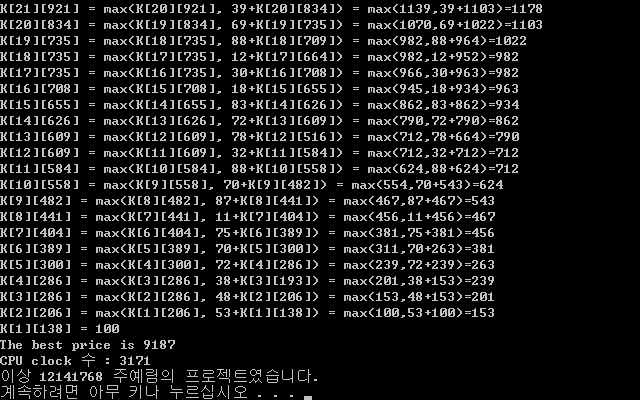 K[21][921] = max(K[20][921], 39+K[20][834]) = max(1139,39+1103)=1178
K[20][834] = max(K[19][834], 69+K[19][735]) = max(1070,69+1022)=1103
K[19][735] = max(K[18][735], 88+K[18][709]) = max(982,88+964)=1022
K[18][735] = max(K[17][735], 12+K[17][664]) = max(982,12+952)=982
K[17][735] = max(K[16][735], 30+K[16][708]) = max(966,30+963)=982
K[16][708] = max(K[15][708], 18+K[15][655]) = max(945,18+934)=963
K[15][655] = max(K[14][655], 83+K[14][626]) = max(862,83+862)=934
K[14][626] = max(K[13][626], 72+K[13][609]) = max(790,72+790)=862
K[13][609] = max(K[12][609], 78+K[12][516]) = max(712,78+664)=790
K[12][609] = max(K[11][609], 32+K[11][584]) = max(712,32+712)=712
K[11][584] = max(K[10][584], 88+K[10][558]) = max(624,88+624)=712
K[10][558] = max(K[9][558], 70+K[9][482]) = max(554,70+543)=624
K[9][482] = max(K[8][482], 87+K[8][441]) = max(467,87+467)=543
K[8][441] = max(K[7][441], 11+K[7][404]) = max(456,11+456)=467
K[7][404] = max(K[6][404], 75+K[6][389]) = max(381,75+381)=456
K[6][389] = max(K[5][389], 70+K[5][300]) = max(311,70+263)=381
K[5][300] = max(K[4][300], 72+K[4][286]) = max(239,72+239)=263
K[4][286] = max(K[3][286], 38+K[3][193]) = max(201,38+153)=239
K[3][286] = max(K[2][286], 48+K[2][206]) = max(153,48+153)=201
K[2][206] = max(K[1][206], 53+K[1][138]) = max(100,53+100)=153
K[1][138] = 100
The best price is 9187
CPU clock 수 : 3171
이상 12141768 주예림의 프로젝트였습니다.
계속하려면 아무 키나 누르십시오 . . .